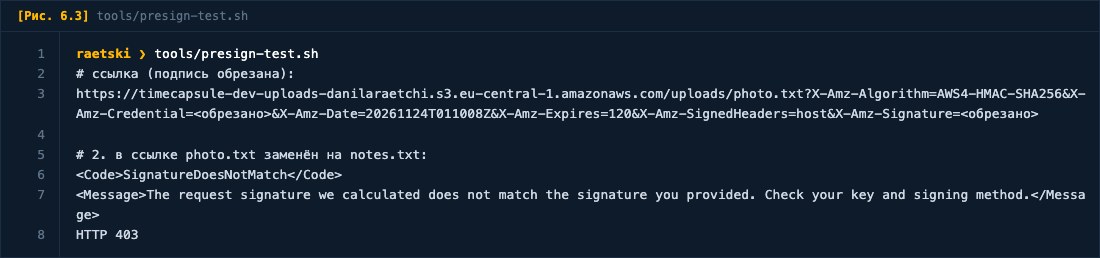 [Рис. 6.3] tools/presign-test.sh
1 raetski ❯ tools/presign-test.sh
2 # ссылка (подпись обрезана):
3 https://timecapsule-dev-uploads-danilaraetchi.s3.eu-central-1.amazonaws.com/uploads/photo.txt?X-Amz-Algorithm=AWS4-HMAC-SHA256&X-
Amz-Credential=<обрезано>&X-Amz-Date=20261124T011008Z&X-Amz-Expires=120&X-Amz-SignedHeaders=host&X-Amz-Signature=<обрезано>
4
5 # 2. в ссылке photo.txt заменён на notes.txt:
6 <Code>SignatureDoesNotMatch</Code>
7 <Message>The request signature we calculated does not match the signature you provided. Check your key and signing method.</Messa
ge>
8 HTTP 403